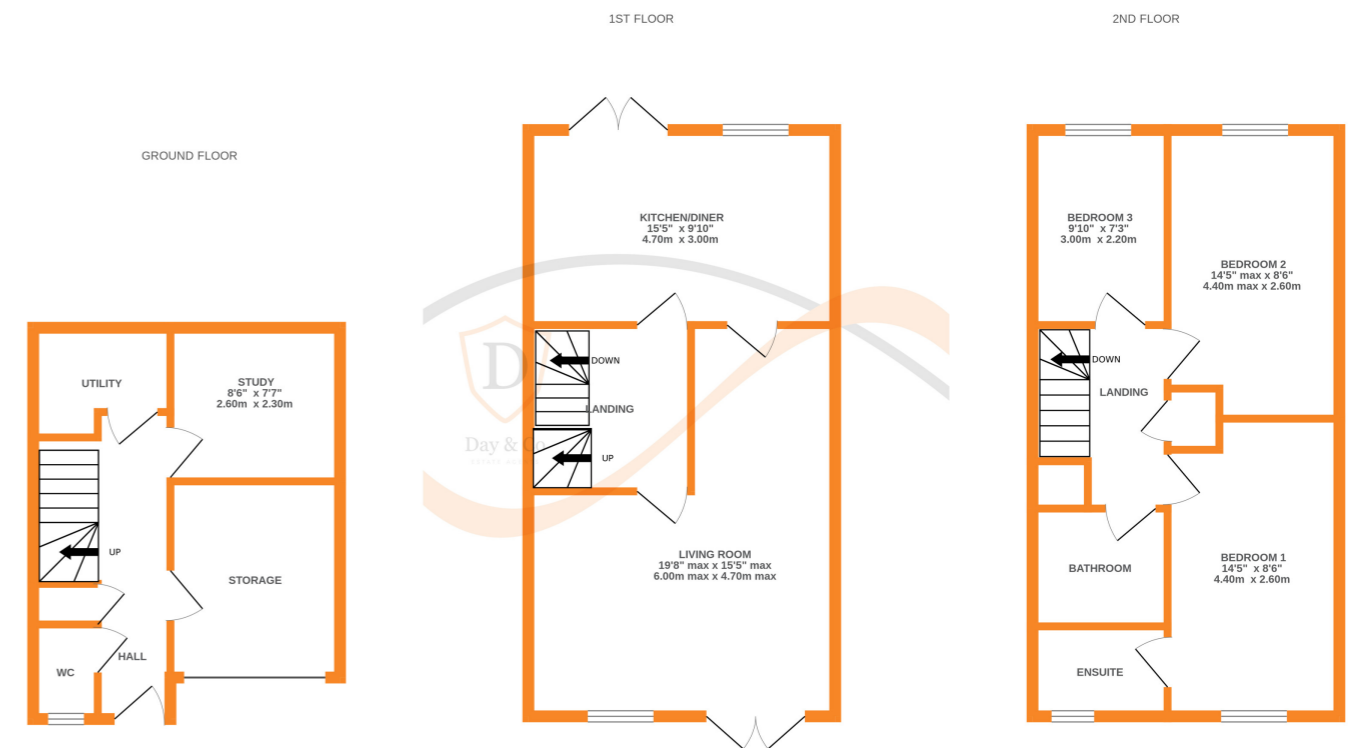 GROUND FLOOR
UTILITY
STUDY
8'6" x 7'7"
2.60m x 2.30m
UP
STORAGE
HALL
WC
1ST FLOOR
KITCHEN/DINER
15'5" x 9'10"
4.70m x 3.00m
DOWN
LANDING
UP
D
Day & Co
LIVING ROOM
19'8" max x 15'5" max
6.00m max x 4.70m max
2ND FLOOR
BEDROOM 3
9'10" x 7'3"
3.00m x 2.20m
BEDROOM 2
14'5" max x 8'6"
4.40m max x 2.60m
DOWN
LANDING
BATHROOM
BEDROOM 1
14'5" x 8'6"
4.40m x 2.60m
ENSUITE